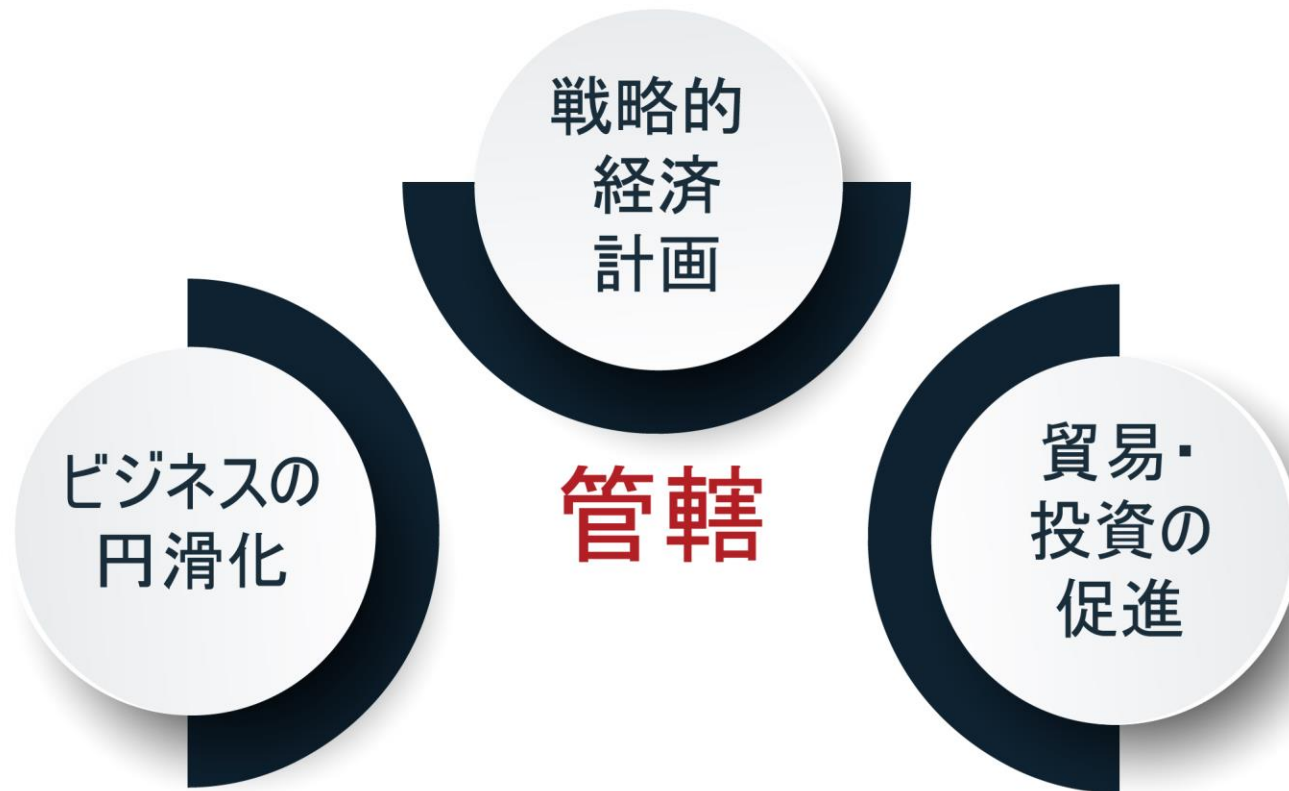 戦略的
経済
計画
ビジネスの
円滑化
管轄
貿易・
投資の
促進